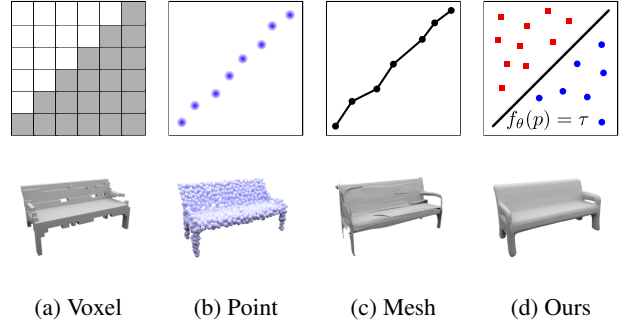 f_θ(p) = τ
(a) Voxel (b) Point (c) Mesh (d) Ours